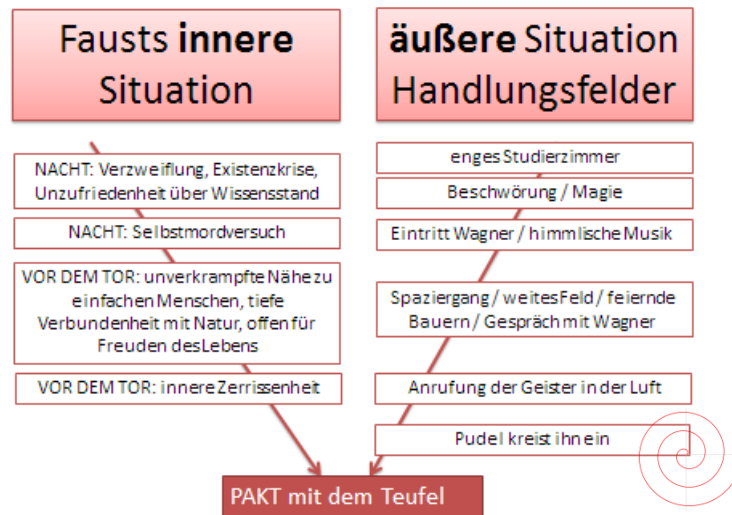 Fausts innere
Situation
äußere Situation
Handlungsfelder
NACHT: Verzweiflung, Existenzkrise,
Unzufriedenheit über Wissensstand
NACHT: Selbstmordversuch
VOR DEM TOR: unverkrampfte Nähe zu
einfachen Menschen, tiefe
Verbundenheit mit Natur, offen für
Freuden des Lebens
VOR DEM TOR: innere Zerrissenheit
enges Studierzimmer
Beschwörung / Magie
Eintritt Wagner / himmlische Musik
Spaziergang / weites Feld / feiernde
Bauern / Gespräch mit Wagner
Anrufung der Geister in der Luft
Pudel kreist ihn ein
PAKT mit dem Teufel